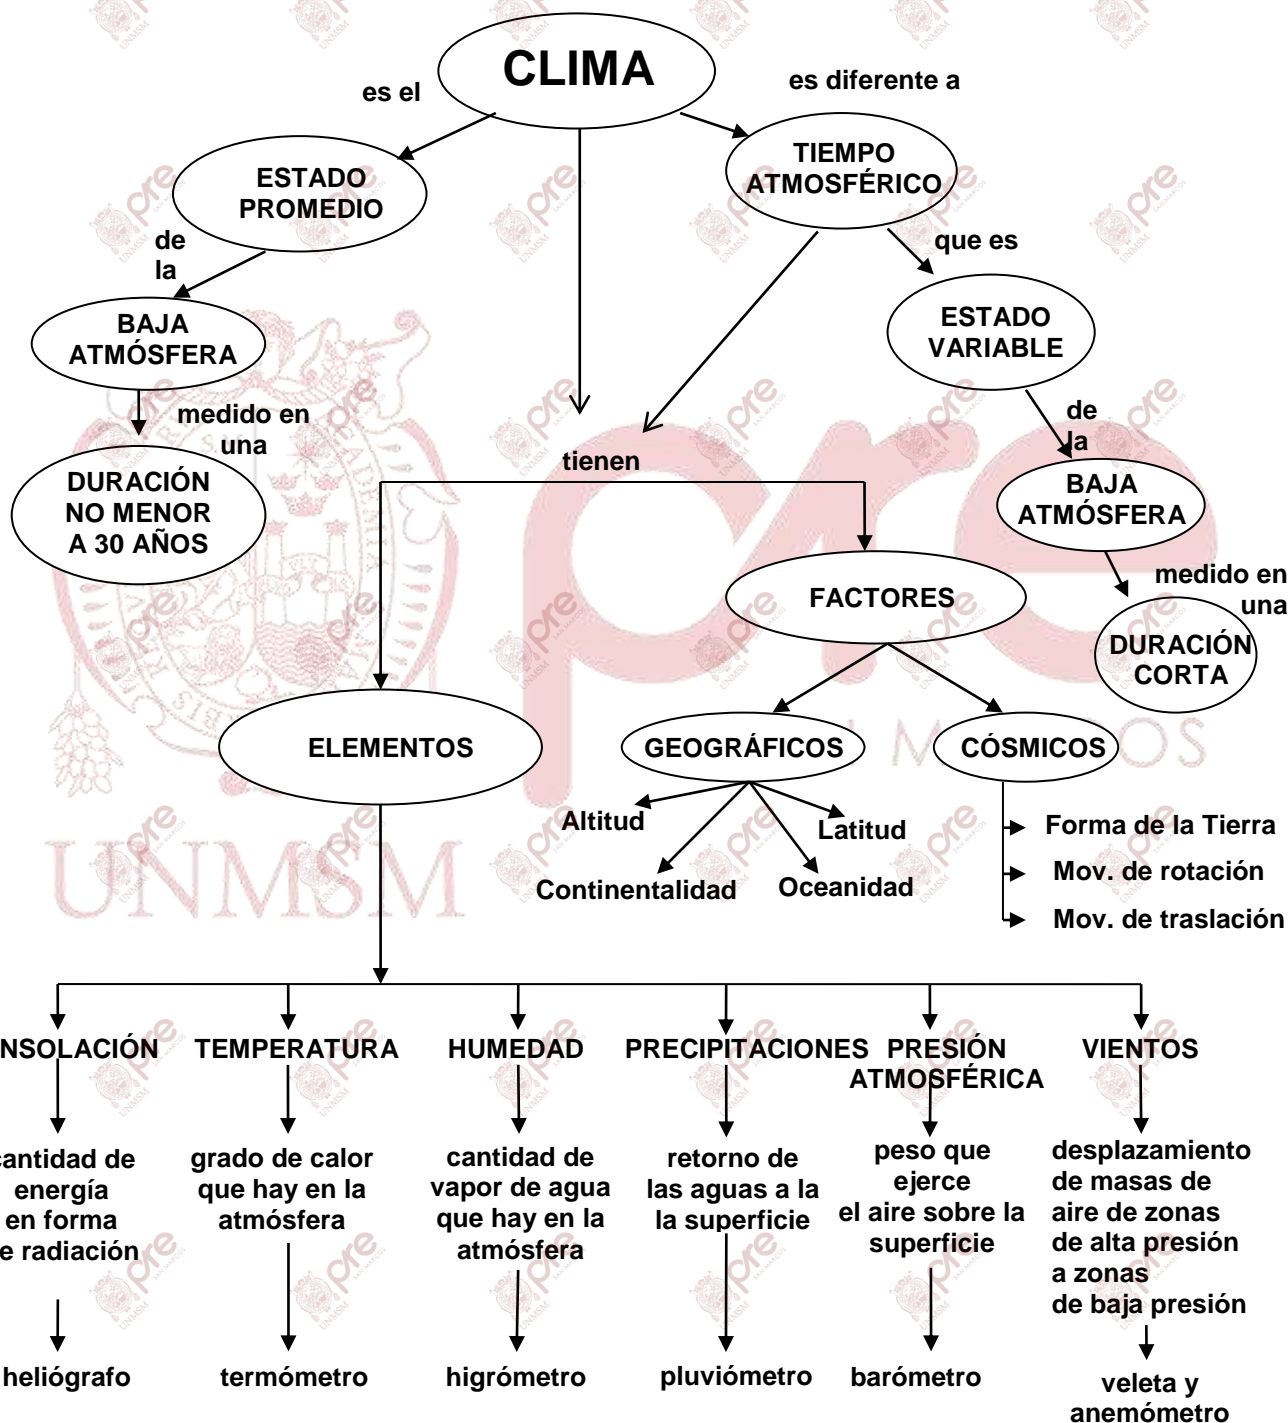 CLIMA
es el
es diferente a
ESTADO
PROMEDIO
TIEMPO
ATMOSFÉRICO
de
la
que es
BAJA
ATMÓSFERA
ESTADO
VARIABLE
medido en
una
de
la
DURACIÓN
NO MENOR
A 30 AÑOS
tienen
BAJA
ATMÓSFERA
medido en
una
FACTORES
DURACIÓN
CORTA
ELEMENTOS
GEOGRÁFICOS
CÓSMICOS
Altitud
Latitud
Continentalidad
Oceanidad
Forma de la Tierra
Mov. de rotación
Mov. de traslación
UNMSM
pre
NSOLACIÓN
TEMPERATURA
HUMEDAD
PRECIPITACIONES
PRESIÓN
ATMOSFÉRICA
VIENTOS
cantidad de
energía
en forma
e radiación
grado de calor
que hay en la
atmósfera
cantidad de
vapor de agua
que hay en la
atmósfera
retorno de
las aguas a la
la superficie
peso que
ejerce
el aire sobre la
superficie
desplazamiento
de masas de
aire de zonas
de alta presión
a zonas
de baja presión
heliógrafo
termómetro
higrómetro
pluviómetro
barómetro
veleta y
anemómetro